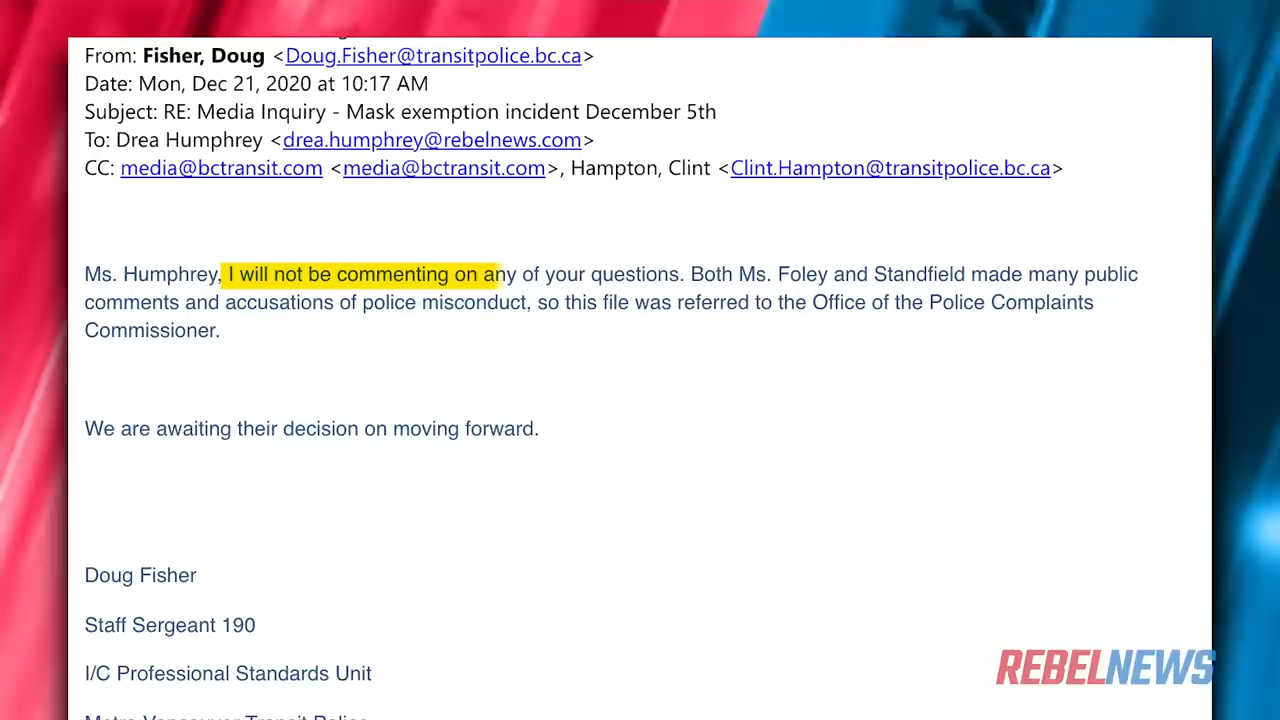 From: Fisher, Doug <Doug.Fisher@transitpolice.bc.ca>
Date: Mon, Dec 21, 2020 at 10:17 AM
Subject: RE: Media Inquiry - Mask exemption incident December 5th
To: Drea Humphrey <drea.humphrey@rebelnews.com>
CC: media@bctransit.com <media@bctransit.com>, Hampton, Clint <Clint.Hampton@transitpolice.bc.ca>
Ms. Humphrey, I will not be commenting on any of your questions. Both Ms. Foley and Standfield made many public
comments and accusations of police misconduct, so this file was referred to the Office of the Police Complaints
Commissioner.
We are awaiting their decision on moving forward.
Doug Fisher
Staff Sergeant 190
I/C Professional Standards Unit
Metro Vancouver Transit Police
REBELNEWS